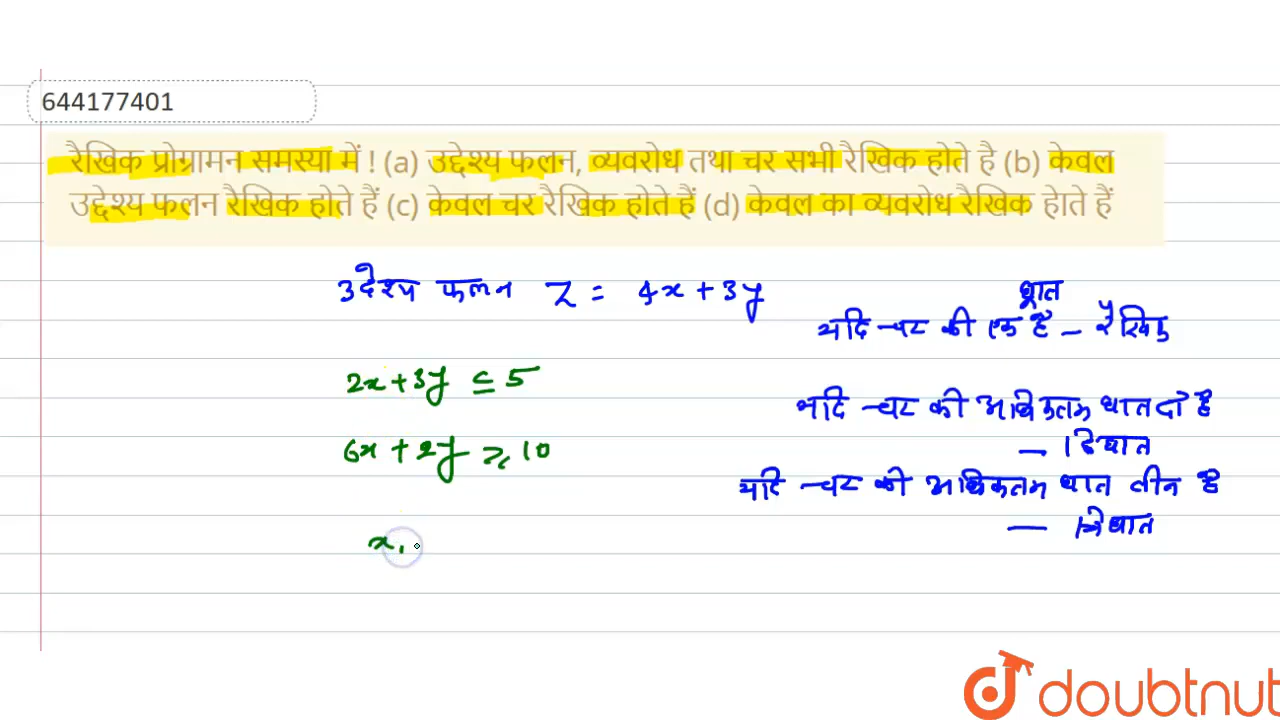 644177401
रैखिक प्रोग्रामन समस्या में ! (a) उद्देश्य फलन, व्यवरोध तथा चर सभी रैखिक होते है (b) केवल
उद्देश्य फलन रैखिक होते हैं (c) केवल चर रैखिक होते हैं (d) केवल का व्यवरोध रैखिक हेाते हैं
उद्देश्य फलन Z = 4x + 3y
घात
यदि चर की एक है – रैखिक
2x + 3y ≤ 5
यदि चर की अधिकतम घात दो है
– द्विघात
6x + 2y ≥ 10
यदि चर की अधिकतम घात तीन है
– त्रिघात
x,
doubtnut